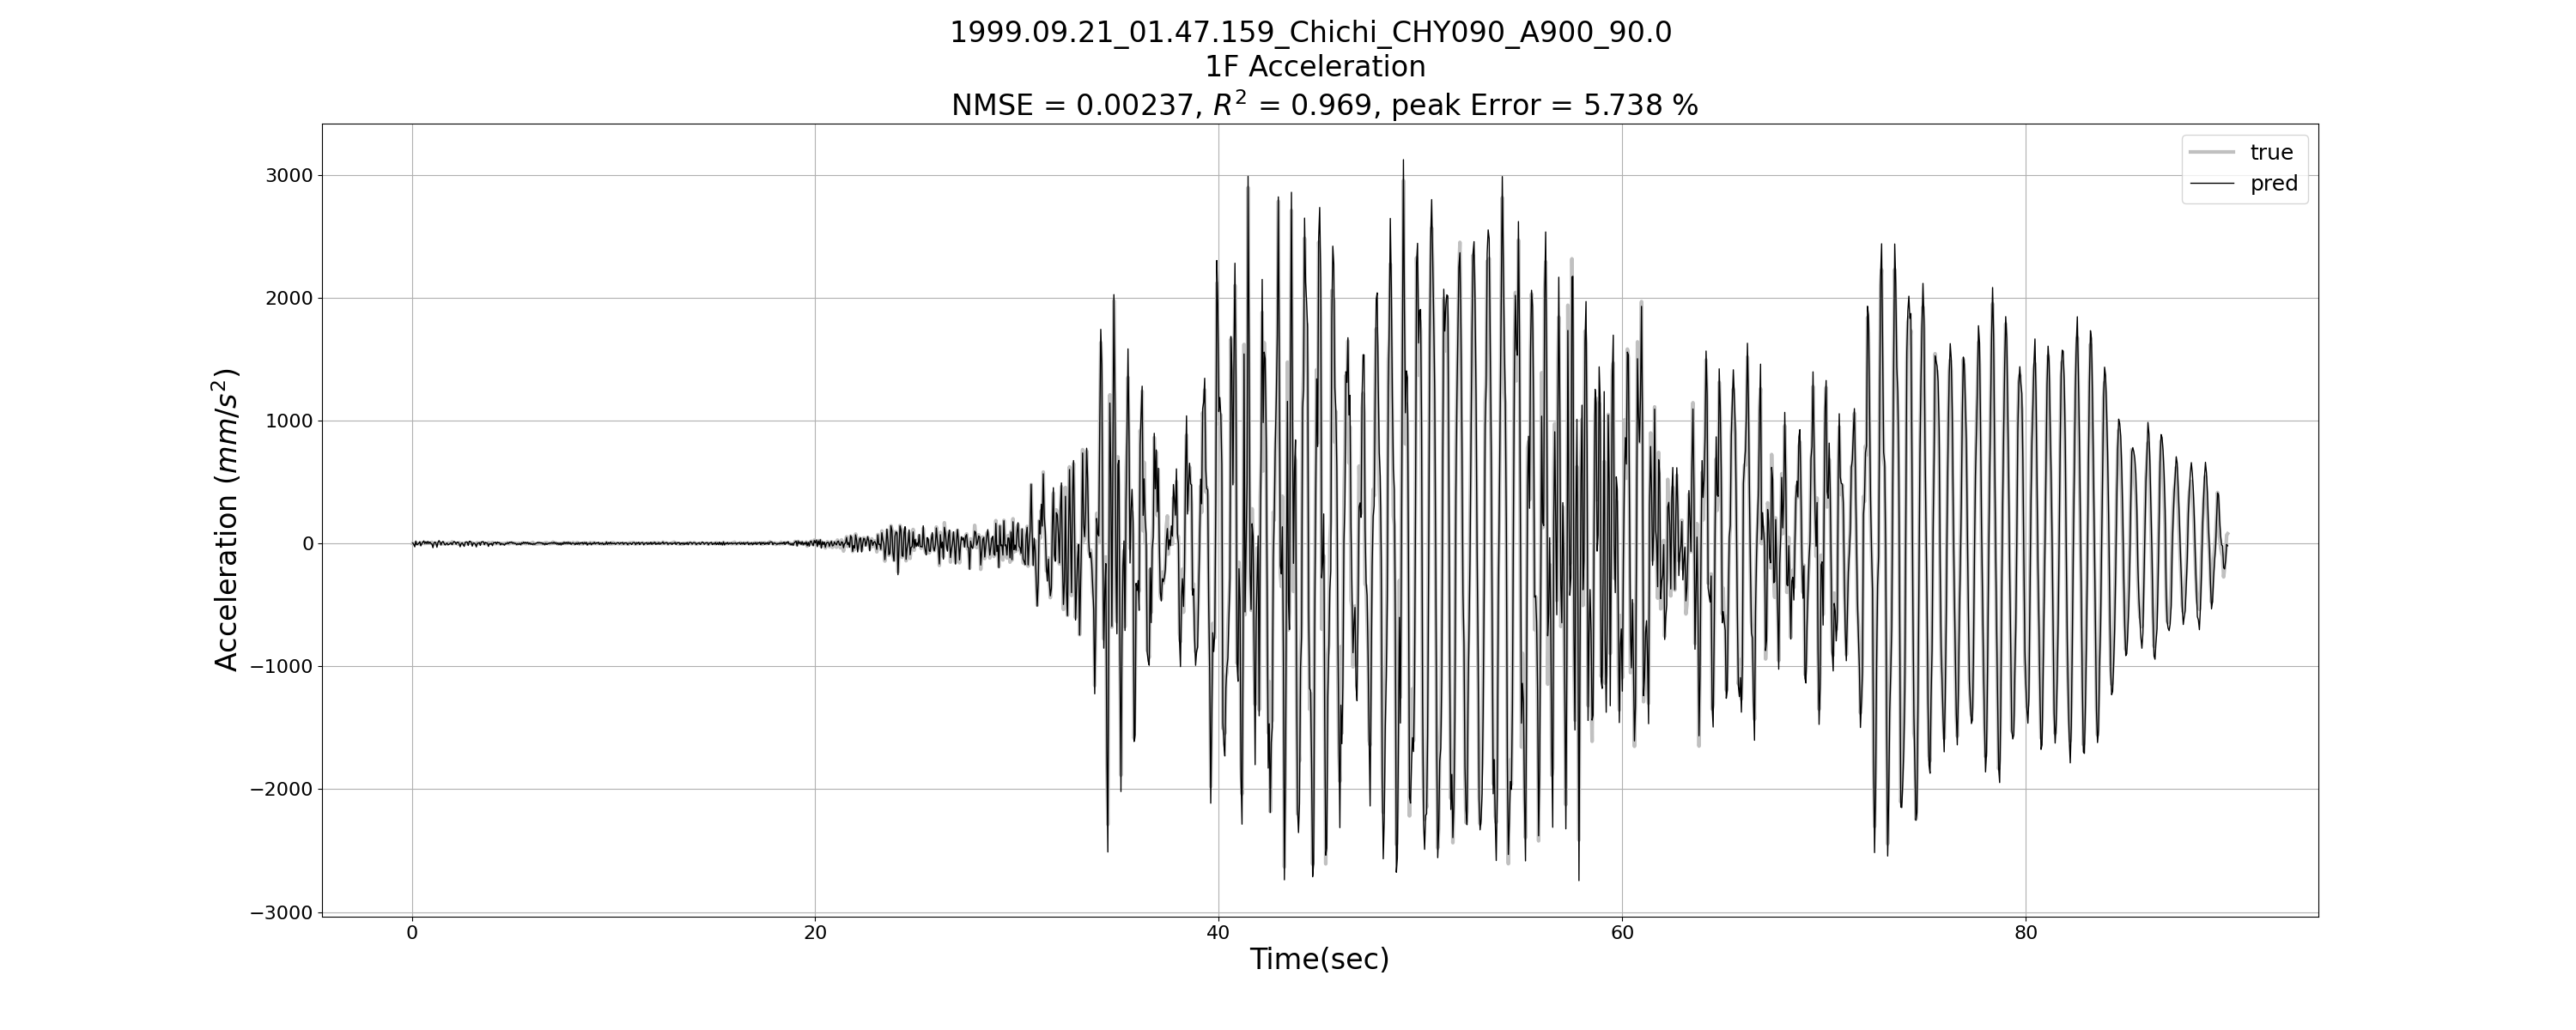 1999.09.21_01.47.159_Chichi_CHY090_A900_90.0
1F Acceleration
NMSE = 0.00237, R² = 0.969, peak Error = 5.738 %
true
pred
Acceleration (mm/s²)
3000
2000
1000
0
−1000
−2000
−3000
0 20 40 60 80
Time(sec)